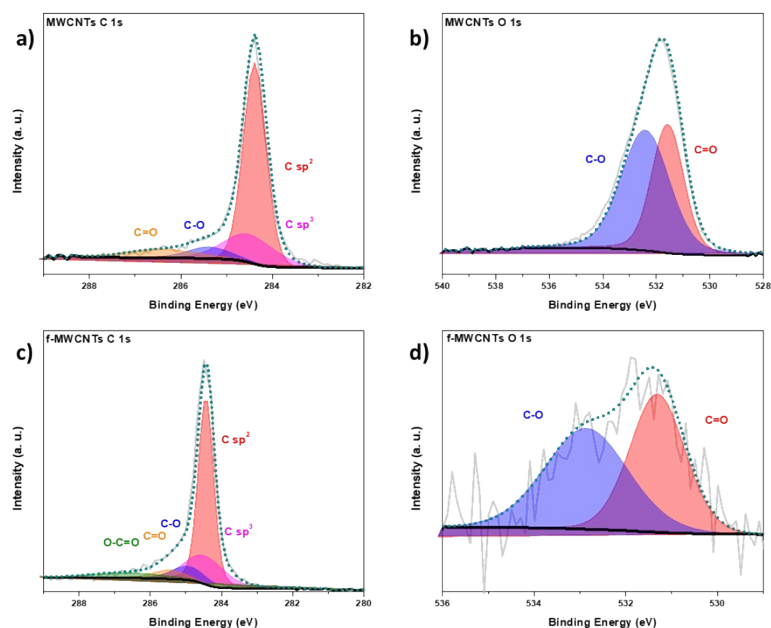 a)
MWCNTs C 1s
Intensity (a. u.)
C sp²
C sp³
C-O
C=O
288 286 284 282
Binding Energy (eV)
b)
MWCNTs O 1s
Intensity (a. u.)
C-O
C=O
540 538 536 534 532 530 528
Binding Energy (eV)
c)
f-MWCNTs C 1s
Intensity (a. u.)
C sp²
C sp³
C-O
C=O
O-C=O
288 286 284 282 280
Binding Energy (eV)
d)
f-MWCNTs O 1s
Intensity (a. u.)
C-O
C=O
536 534 532 530
Binding Energy (eV)